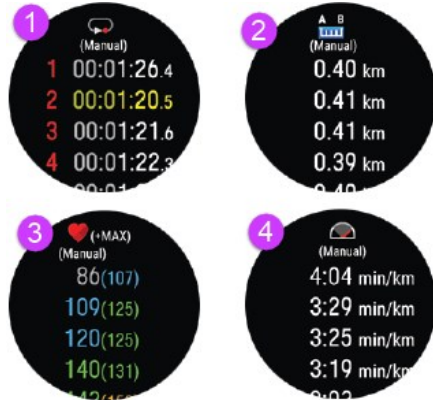 1
(Manual)
1 00:01:26.4
2 00:01:20.5
3 00:01:21.6
4 00:01:22.3
2
A B
(Manual)
0.40 km
0.41 km
0.41 km
0.39 km
3
(+MAX)
(Manual)
86(107)
109(125)
120(125)
140(131)
4
(Manual)
4:04 min/km
3:29 min/km
3:25 min/km
3:19 min/km